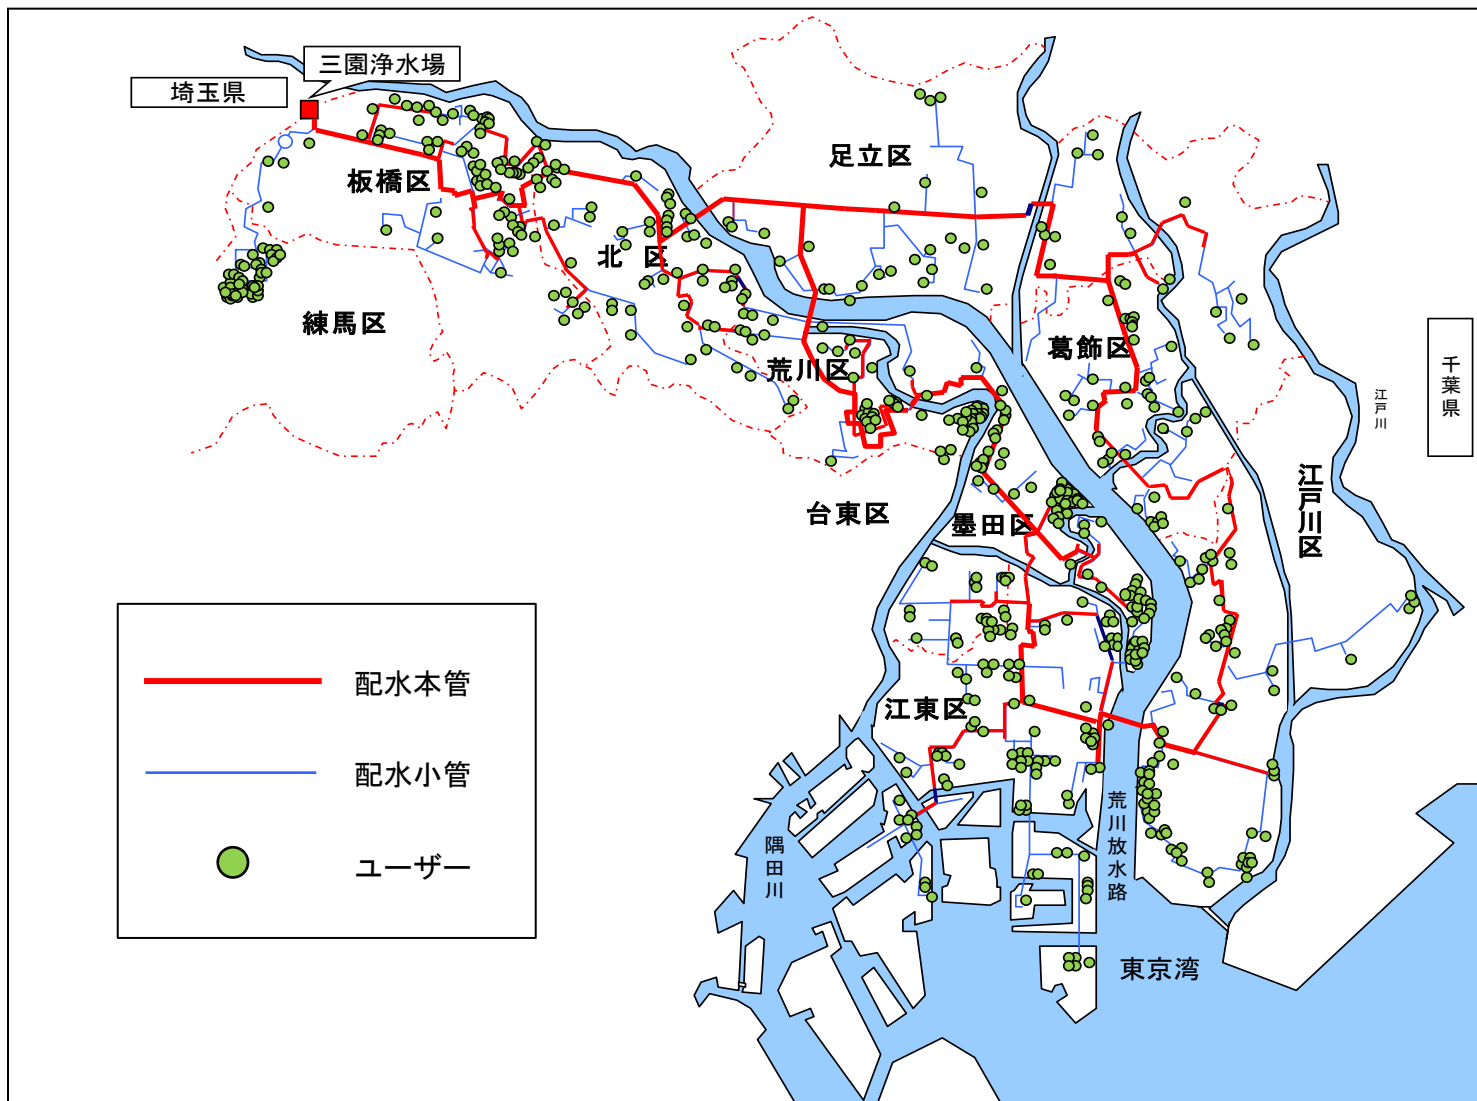 三園浄水場
埼玉県
足立区
板橋区
北 区
練馬区
葛飾区
荒川区
千葉県
江戸川
江戸川区
台東区
墨田区
配水本管
江東区
配水小管
荒川放水路
隅田川
ユーザー
東京湾